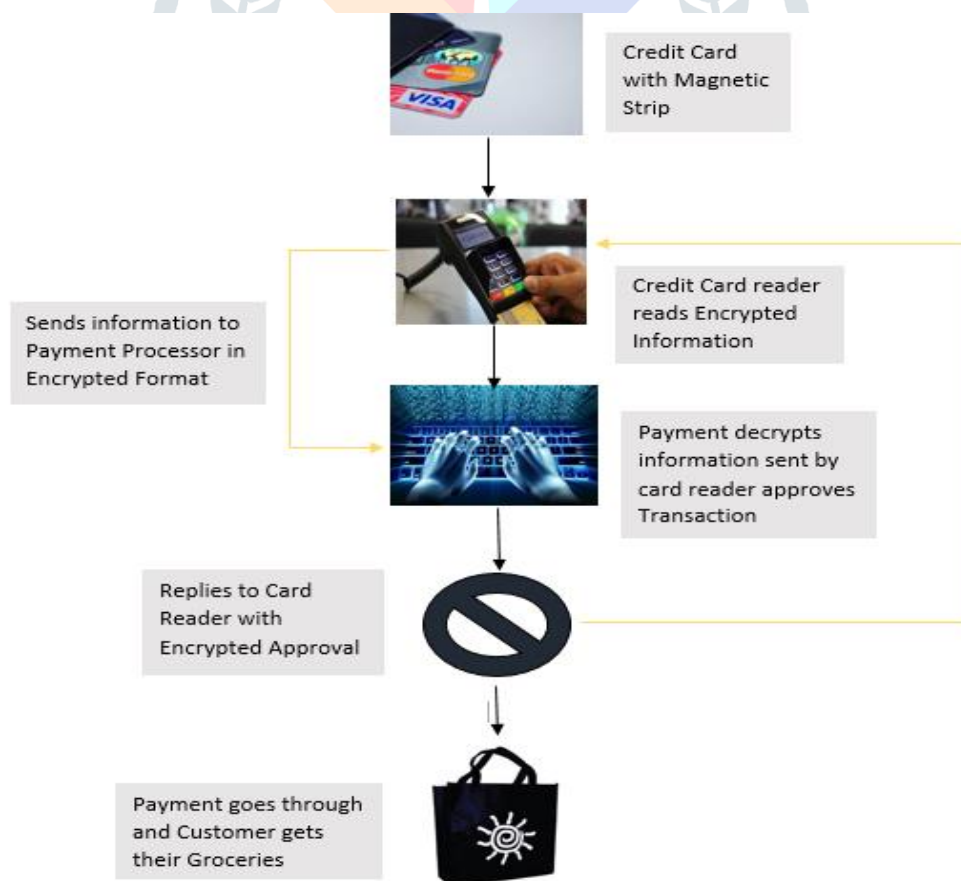 Credit Card
with Magnetic
Strip
VISA
Credit Card reader
reads Encrypted
Information
Sends information to
Payment Processor in
Encrypted Format
Payment decrypts
information sent by
card reader approves
Transaction
Replies to Card
Reader with
Encrypted Approval
Payment goes through
and Customer gets
their Groceries